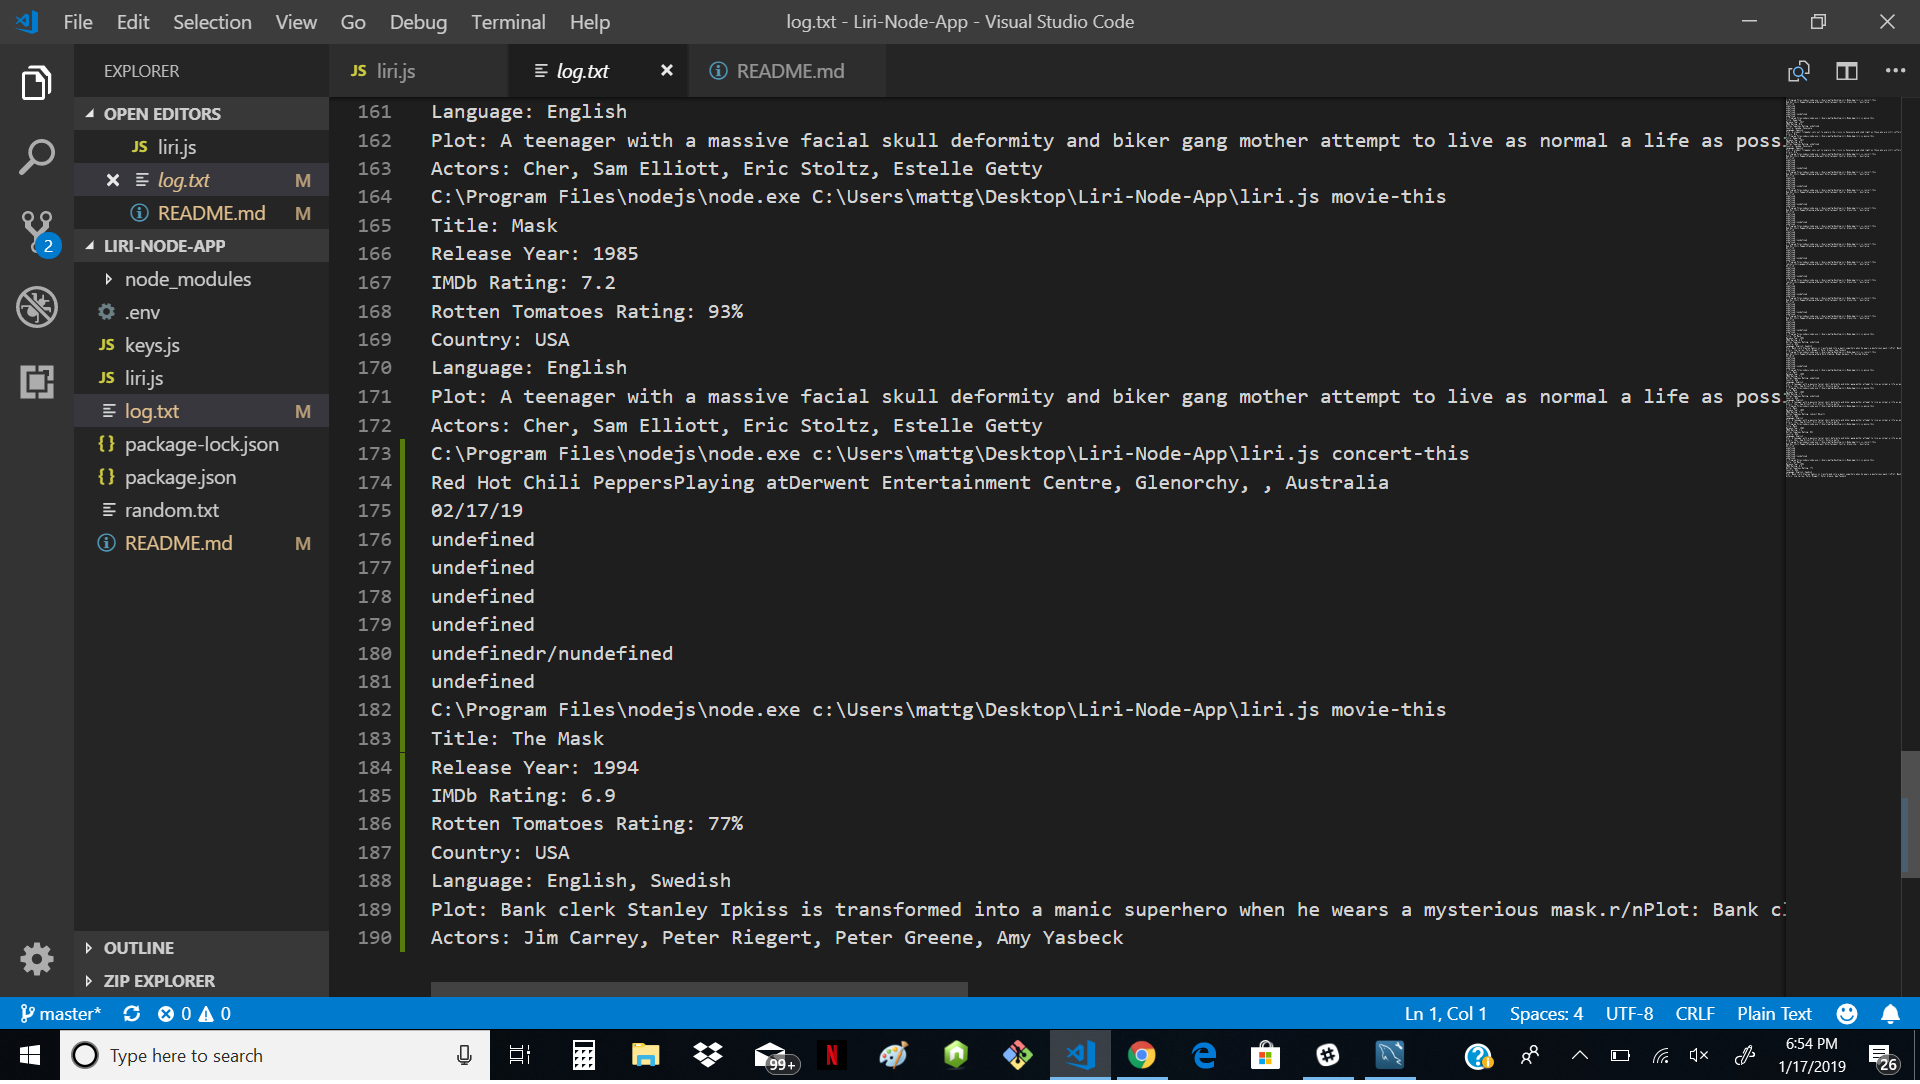 File Edit Selection View Go Debug Terminal Help
log.txt - Liri-Node-App - Visual Studio Code
EXPLORER
OPEN EDITORS
JS liri.js
log.txt M
README.md M
2
LIRI-NODE-APP
node_modules
.env
JS keys.js
JS liri.js
log.txt M
{} package-lock.json
{} package.json
random.txt
README.md M
OUTLINE
ZIP EXPLORER
JS liri.js
log.txt
README.md
161 Language: English
162 Plot: A teenager with a massive facial skull deformity and biker gang mother attempt to live as normal a life as poss
163 Actors: Cher, Sam Elliott, Eric Stoltz, Estelle Getty
164 C:\Program Files\nodejs\node.exe C:\Users\mattg\Desktop\Liri-Node-App\liri.js movie-this
165 Title: Mask
166 Release Year: 1985
167 IMDb Rating: 7.2
168 Rotten Tomatoes Rating: 93%
169 Country: USA
170 Language: English
171 Plot: A teenager with a massive facial skull deformity and biker gang mother attempt to live as normal a life as poss
172 Actors: Cher, Sam Elliott, Eric Stoltz, Estelle Getty
173 C:\Program Files\nodejs\node.exe c:\Users\mattg\Desktop\Liri-Node-App\liri.js concert-this
174 Red Hot Chili PeppersPlaying atDerwent Entertainment Centre, Glenorchy, , Australia
175 02/17/19
176 undefined
177 undefined
178 undefined
179 undefined
180 undefinedr/nundefined
181 undefined
182 C:\Program Files\nodejs\node.exe c:\Users\mattg\Desktop\Liri-Node-App\liri.js movie-this
183 Title: The Mask
184 Release Year: 1994
185 IMDb Rating: 6.9
186 Rotten Tomatoes Rating: 77%
187 Country: USA
188 Language: English, Swedish
189 Plot: Bank clerk Stanley Ipkiss is transformed into a manic superhero when he wears a mysterious mask.r/nPlot: Bank cl
190 Actors: Jim Carrey, Peter Riegert, Peter Greene, Amy Yasbeck
master* 0 0
Ln 1, Col 1 Spaces: 4 UTF-8 CRLF Plain Text
Type here to search
99+
6:54 PM
1/17/2019
26